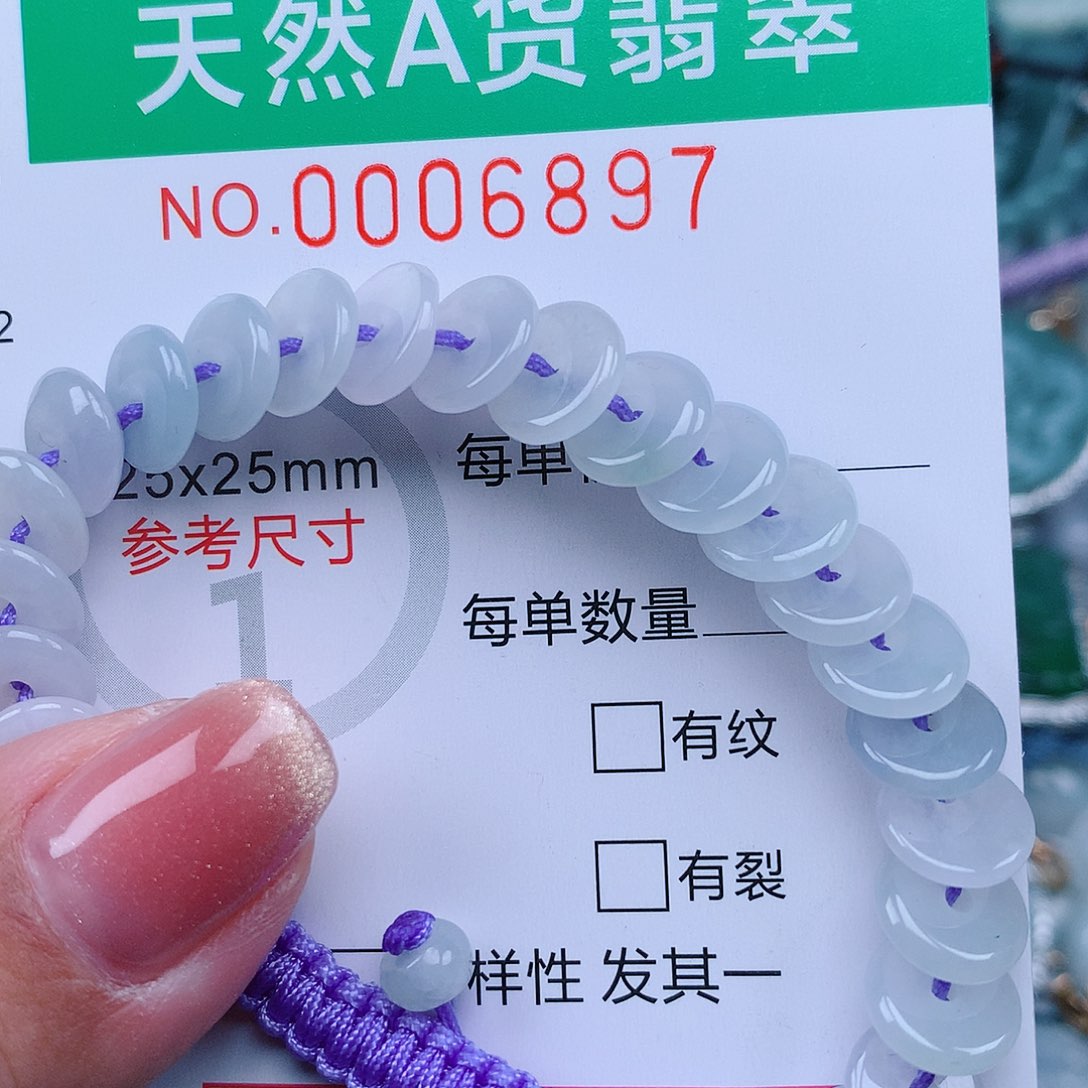 天然A货翡翠
NO.0006897
2
25x25mm
每单
参考尺寸
1
每单数量
有纹
有裂
样性 发其一